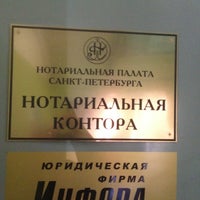 НОТАРИАЛЬНАЯ ПАЛАТА
САНКТ-ПЕТЕРБУРГА
НОТАРИАЛЬНАЯ
КОНТОРА
ЮРИДИЧЕСКАЯ
ФИРМА